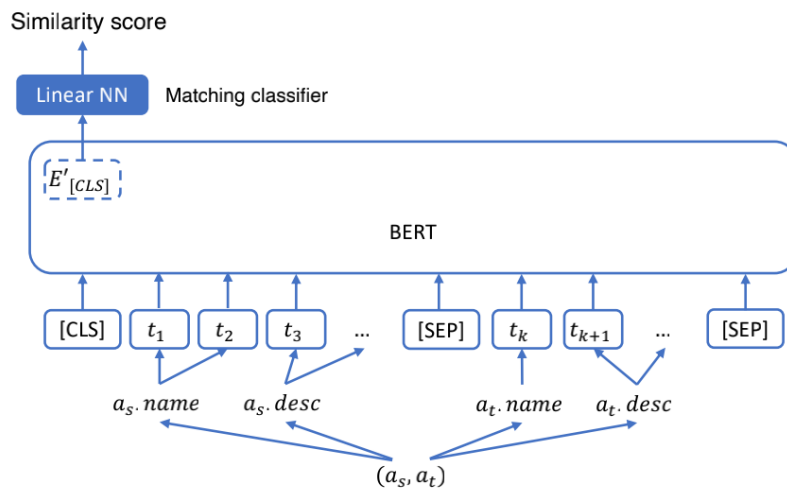 Similarity score
Linear NN Matching classifier
E'[CLS]
BERT
[CLS] t₁ t₂ t₃ ... [SEP] tₖ tₖ₊₁ ... [SEP]
aₛ.name aₛ.desc aₜ.name aₜ.desc
(aₛ, aₜ)